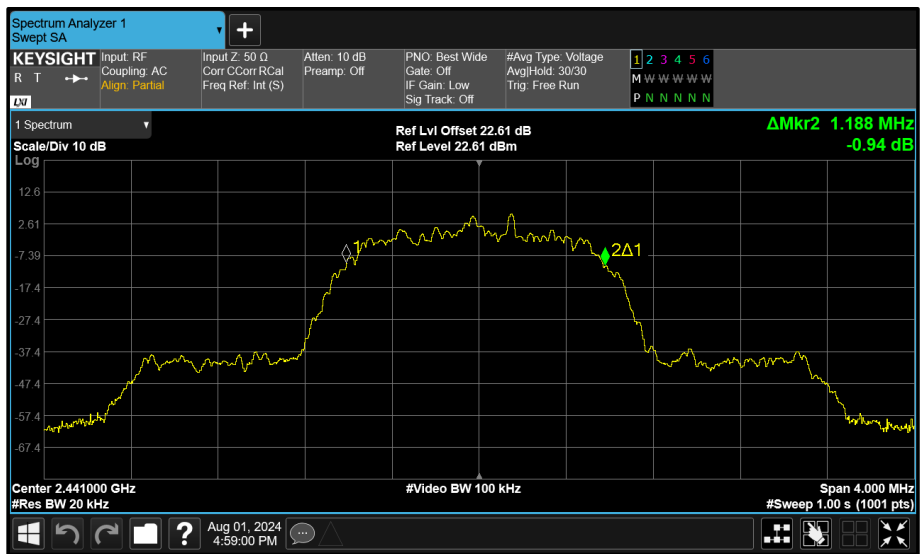 Spectrum Analyzer 1
Swept SA
KEYSIGHT
R T
LXI
Input: RF
Coupling: AC
Align: Partial
Input Z: 50 Ω
Corr CCorr RCal
Freq Ref: Int (S)
Atten: 10 dB
Preamp: Off
PNO: Best Wide
Gate: Off
IF Gain: Low
Sig Track: Off
#Avg Type: Voltage
Avg|Hold: 30/30
Trig: Free Run
1 2 3 4 5 6
M W W W W W
P N N N N N
1 Spectrum
Scale/Div 10 dB
Log
Ref Lvl Offset 22.61 dB
Ref Level 22.61 dBm
ΔMkr2 1.188 MHz
-0.94 dB
12.6
2.61
-7.39
-17.4
-27.4
-37.4
-47.4
-57.4
-67.4
1
2Δ1
Center 2.441000 GHz
#Res BW 20 kHz
#Video BW 100 kHz
Span 4.000 MHz
#Sweep 1.00 s (1001 pts)
?
Aug 01, 2024
4:59:00 PM